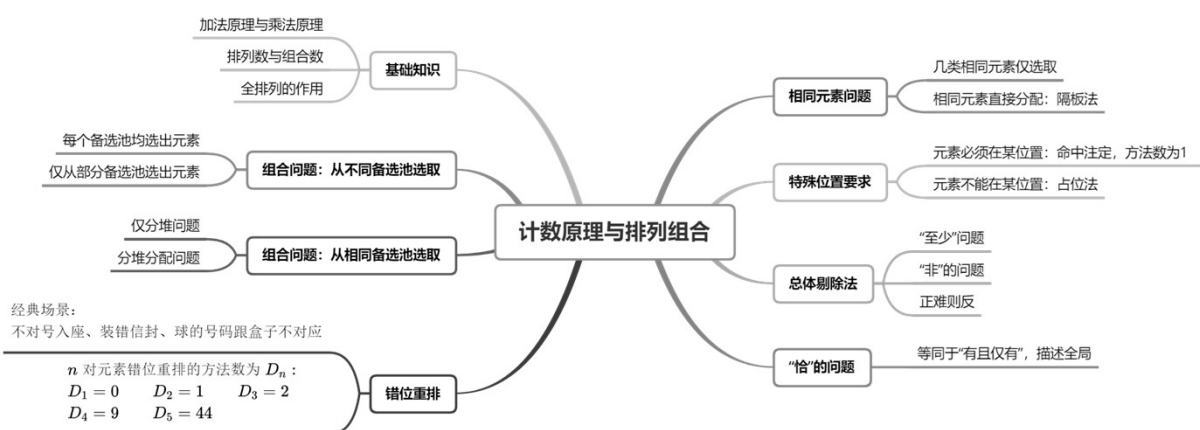 计数原理与排列组合
基础知识
加法原理与乘法原理
排列数与组合数
全排列的作用
组合问题：从不同备选池选取
每个备选池均选出元素
仅从部分备选池选出元素
组合问题：从相同备选池选取
仅分堆问题
分堆分配问题
错位重排
经典场景：
不对号入座、装错信封、球的号码跟盒子不对应
n 对元素错位重排的方法数为 Dₙ：
D₁ = 0 D₂ = 1 D₃ = 2
D₄ = 9 D₅ = 44
相同元素问题
几类相同元素仅选取
相同元素直接分配：隔板法
特殊位置要求
元素必须在某位置：命中注定，方法数为1
元素不能在某位置：占位法
总体剔除法
“至少”问题
“非”的问题
正难则反
“恰”的问题
等同于“有且仅有”，描述全局